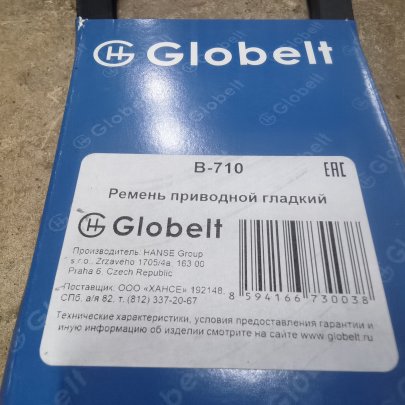 Globelt
Globelt
B-710
EAC
Ремень приводной гладкий
Globelt
Производитель: HANSE Group
s.r.o., Zrzaveho 1705/4a, 163 00
Praha 6, Czech Republic
Поставщик: ООО «ХАНСЕ» 192148,
СПб, а/я 82, т. (812) 337-20-67
8 594166 730038
Технические характеристики, условия предоставления гарантии и
иную информацию об изделии смотрите на сайте www.globelt.ru